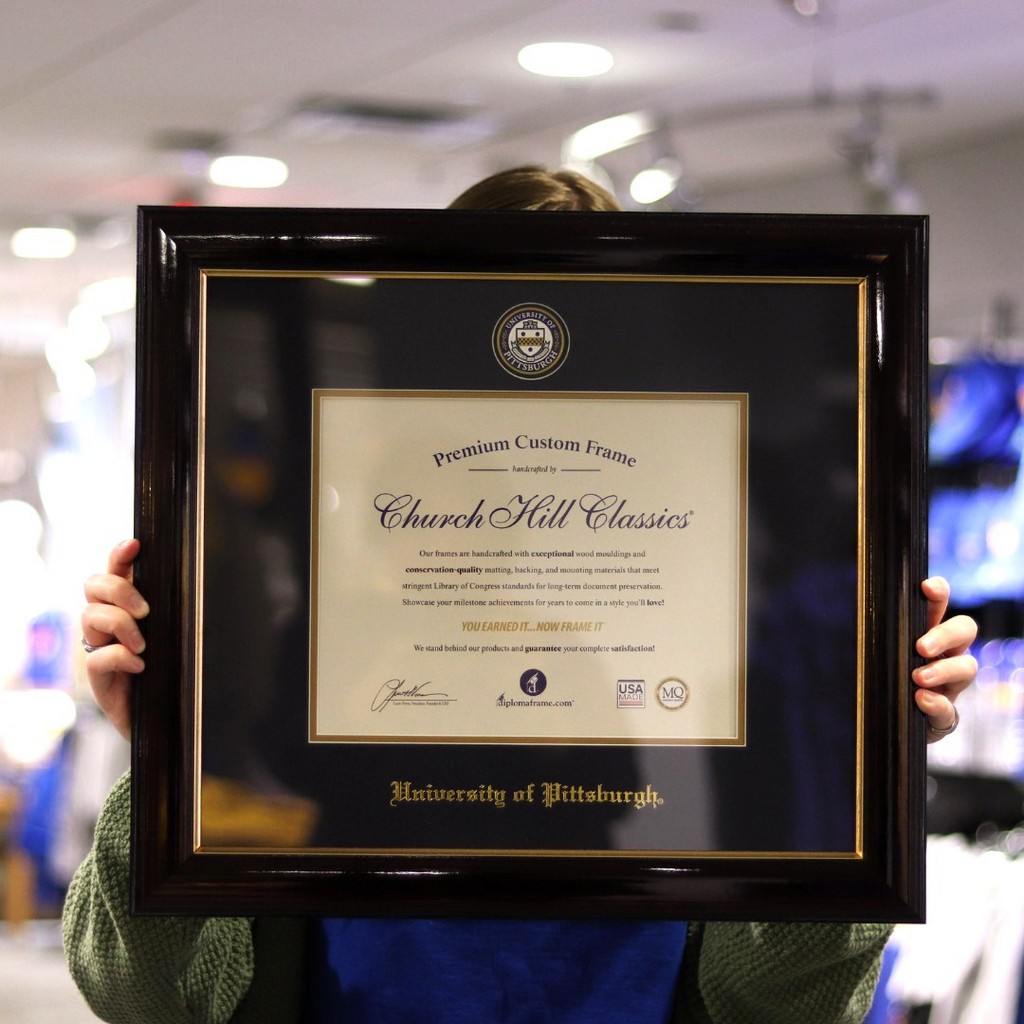 UNIVERSITY OF
PITTSBURGH
Premium Custom Frame
handcrafted by
Church Hill Classics®
Our frames are handcrafted with exceptional wood mouldings and
conservation-quality matting, backing, and mounting materials that meet
stringent Library of Congress standards for long-term document preservation.
Showcase your milestone achievements for years to come in a style you'll love!
YOU EARNED IT...NOW FRAME IT
We stand behind our products and guarantee your complete satisfaction!
diplomaframe.com
USA
MADE
MQ
University of Pittsburgh®